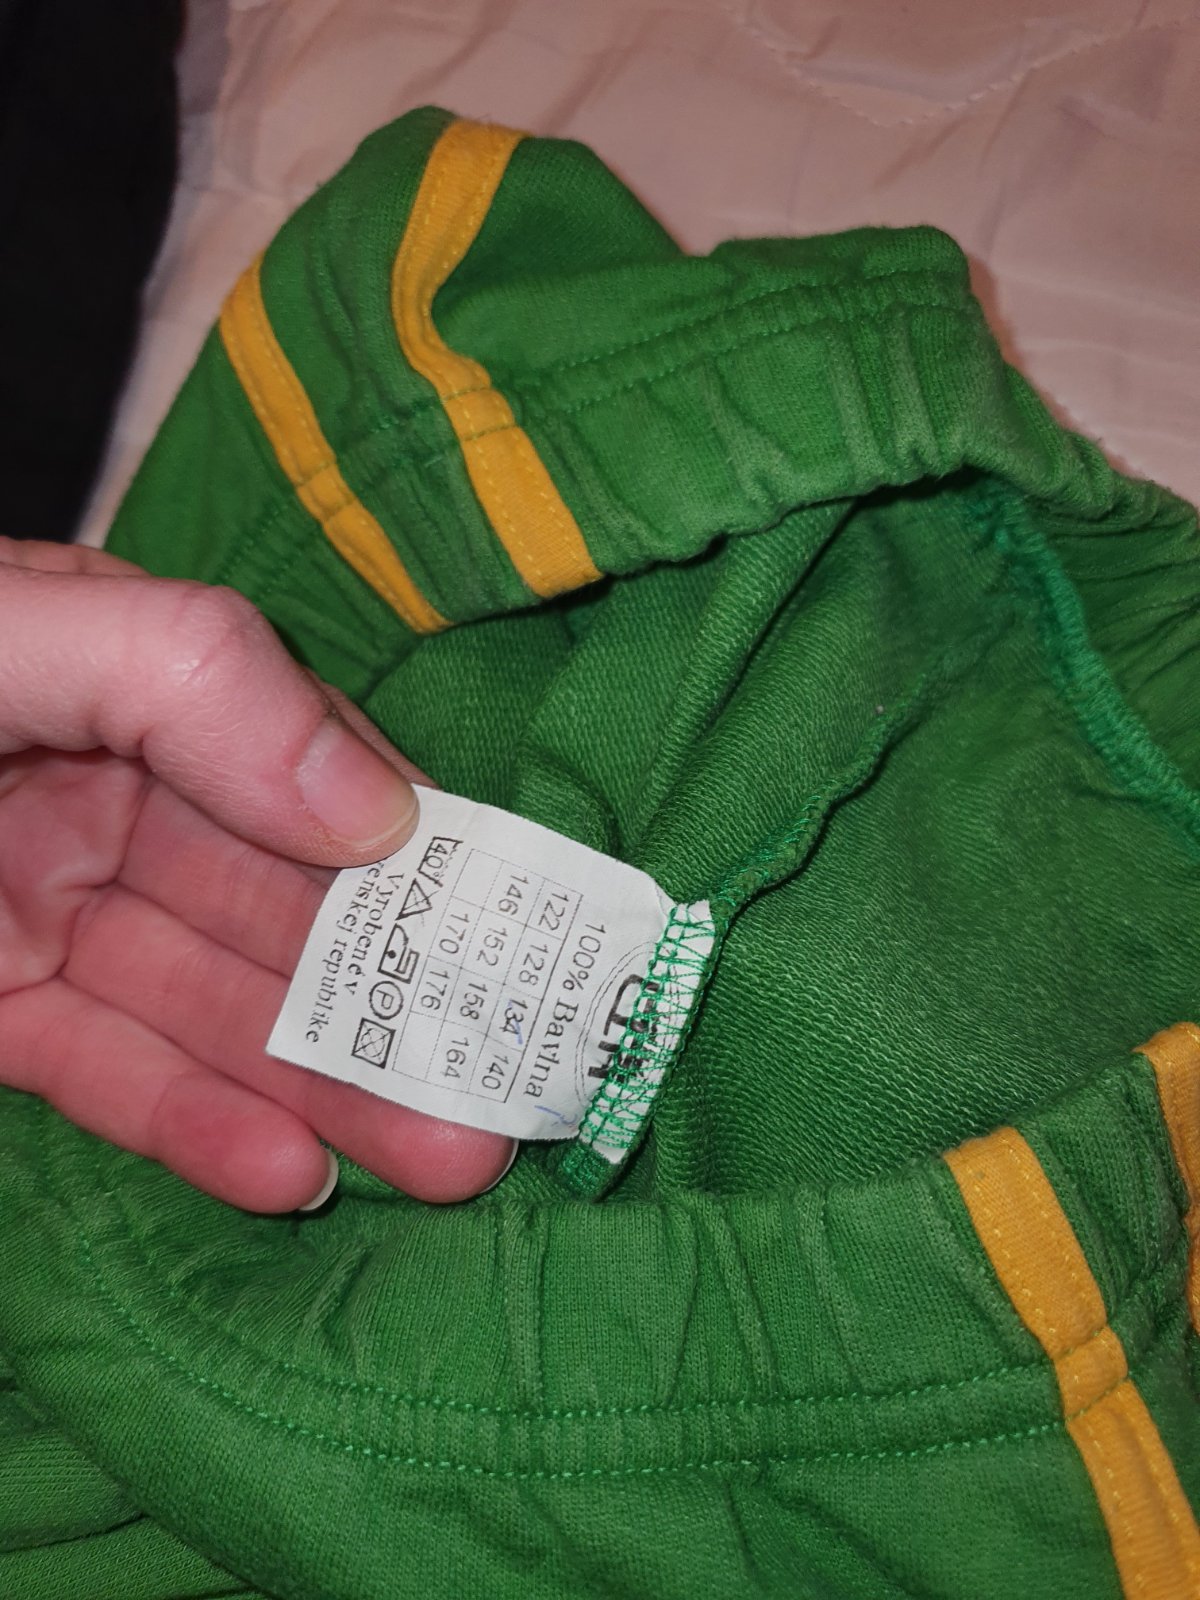 100% Bavlna
122 128 134 140
146 152 158 164
170 176
40
P
Vyrobené v
republike